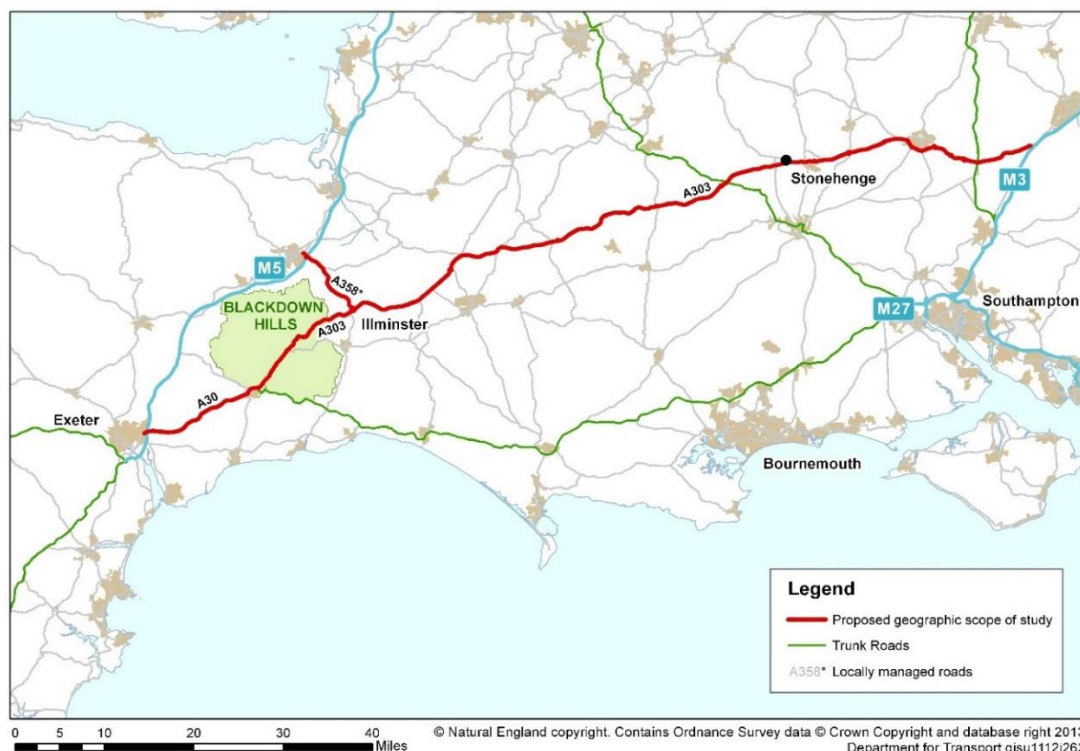 Stonehenge
M3
A303
M5
A358*
BLACKDOWN
HILLS
Illminster
A303
M27
Southampton
A30
Exeter
Bournemouth
Legend
Proposed geographic scope of study
Trunk Roads
A358* Locally managed roads
0 5 10 20 30 40
Miles
© Natural England copyright. Contains Ordnance Survey data © Crown Copyright and database right 2013
Department for Transport